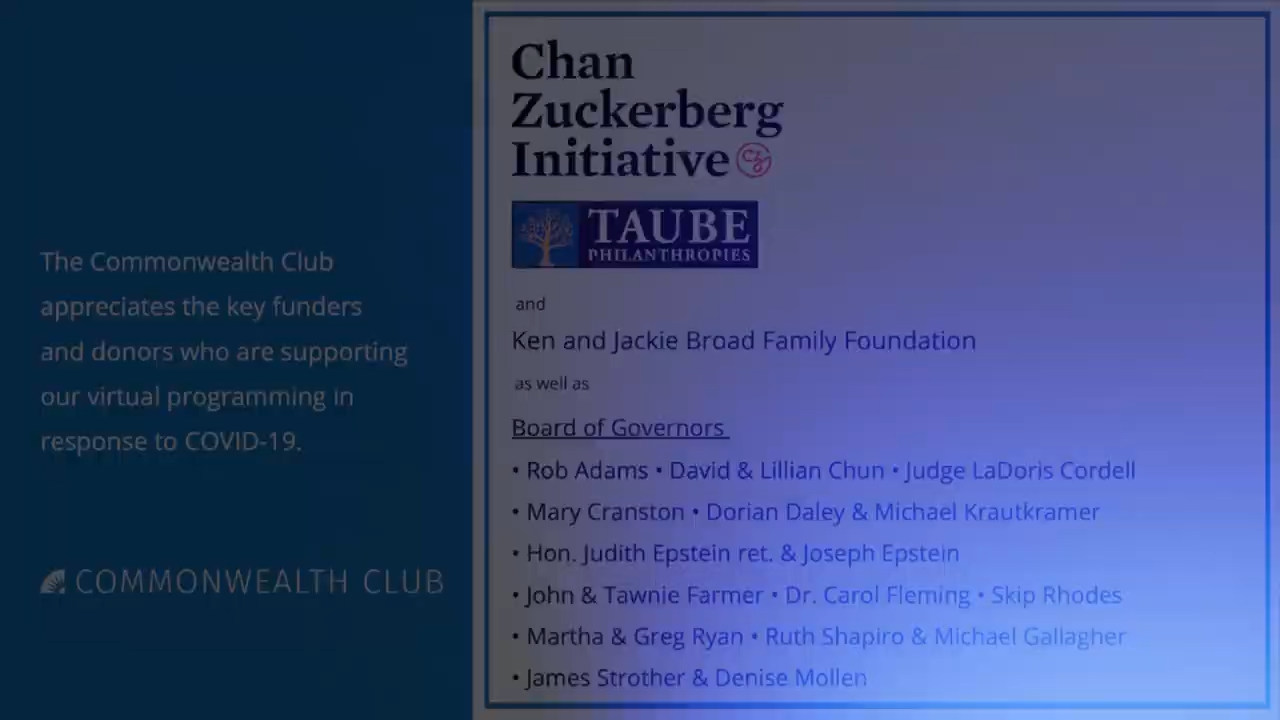 The Commonwealth Club
appreciates the key funders
and donors who are supporting
our virtual programming in
response to COVID-19.
COMMONWEALTH CLUB
Chan
Zuckerberg
Initiative
TAUBE
PHILANTHROPIES
and
Ken and Jackie Broad Family Foundation
as well as
Board of Governors
• Rob Adams • David & Lillian Chun • Judge LaDoris Cordell
• Mary Cranston • Dorian Daley & Michael Krautkramer
• Hon. Judith Epstein ret. & Joseph Epstein
• John & Tawnie Farmer • Dr. Carol Fleming • Skip Rhodes
• Martha & Greg Ryan • Ruth Shapiro & Michael Gallagher
• James Strother & Denise Mollen